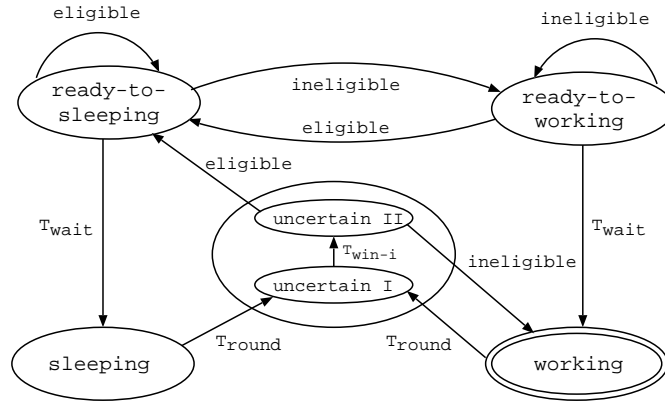 eligible
ineligible
ready-to-
sleeping
ineligible
ready-to-
working
eligible
eligible
Twait
uncertain II
Twait
Twin-i
ineligible
uncertain I
Tround
Tround
sleeping
working